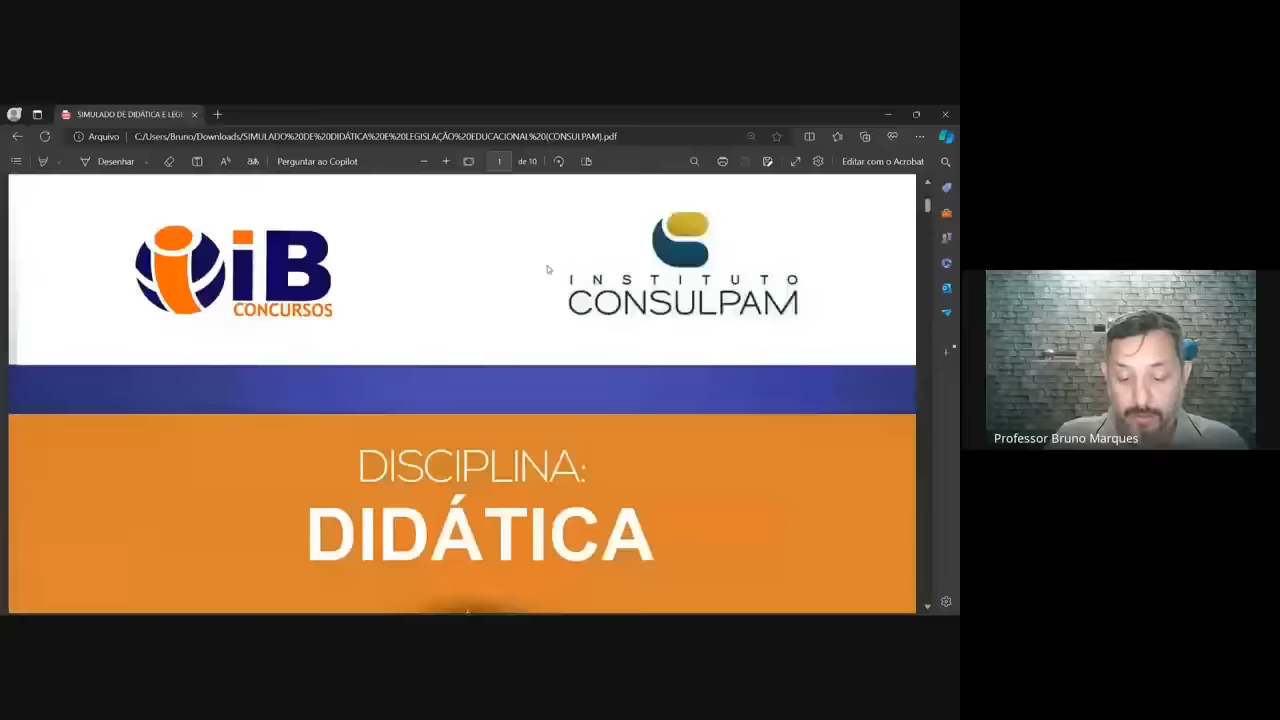 SIMULADO DE DIDÁTICA E LEGI
Arquivo
C:/Users/Bruno/Downloads/SIMULADO%20DE%20DIDÁTICA%20E%20LEGISLAÇÃO%20EDUCACIONAL%20(CONSULPAM).pdf
Desenhar
Perguntar ao Copilot
1
de 10
Editar com o Acrobat
iB
CONCURSOS
INSTITUTO
CONSULPAM
DISCIPLINA:
DIDÁTICA
Professor Bruno Marques